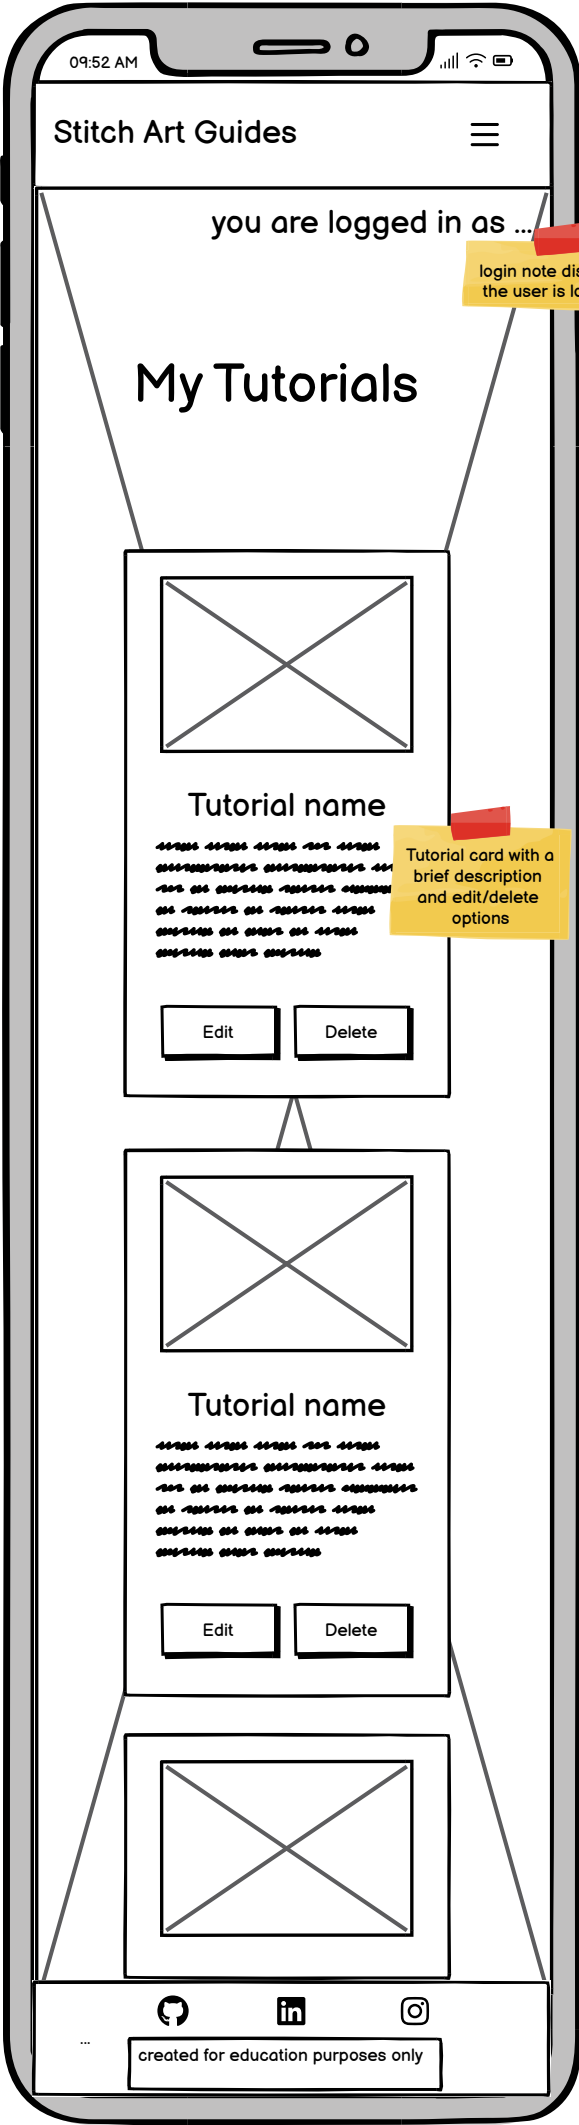 09:52 AM
Stitch Art Guides
you are logged in as ...
login note
the user is
My Tutorials
Tutorial name
Tutorial card with a
brief description
and edit/delete
options
Edit
Delete
Tutorial name
Edit
Delete
...
created for education purposes only